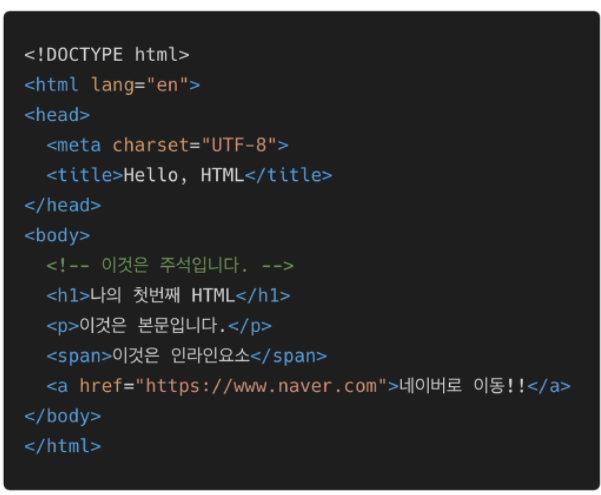 <!DOCTYPE html>
<html lang="en">
<head>
  <meta charset="UTF-8">
  <title>Hello, HTML</title>
</head>
<body>
  <!-- 이것은 주석입니다. -->
  <h1>나의 첫번째 HTML</h1>
  <p>이것은 본문입니다.</p>
  <span>이것은 인라인요소</span>
  <a href="https://www.naver.com">네이버로 이동!!</a>
</body>
</html>